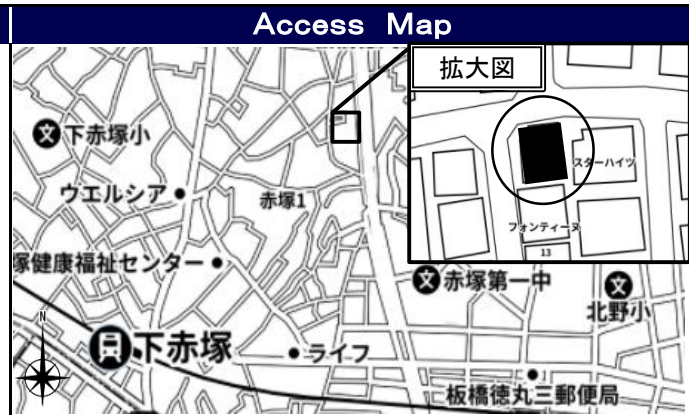 Access Map
拡大図
スターハイツ
フォンティーヌ
13
下赤塚小
ウエルシア
赤塚1
塚健康福祉センター
赤塚第一中
北野小
N
下赤塚
ライフ
板橋徳丸三郵便局